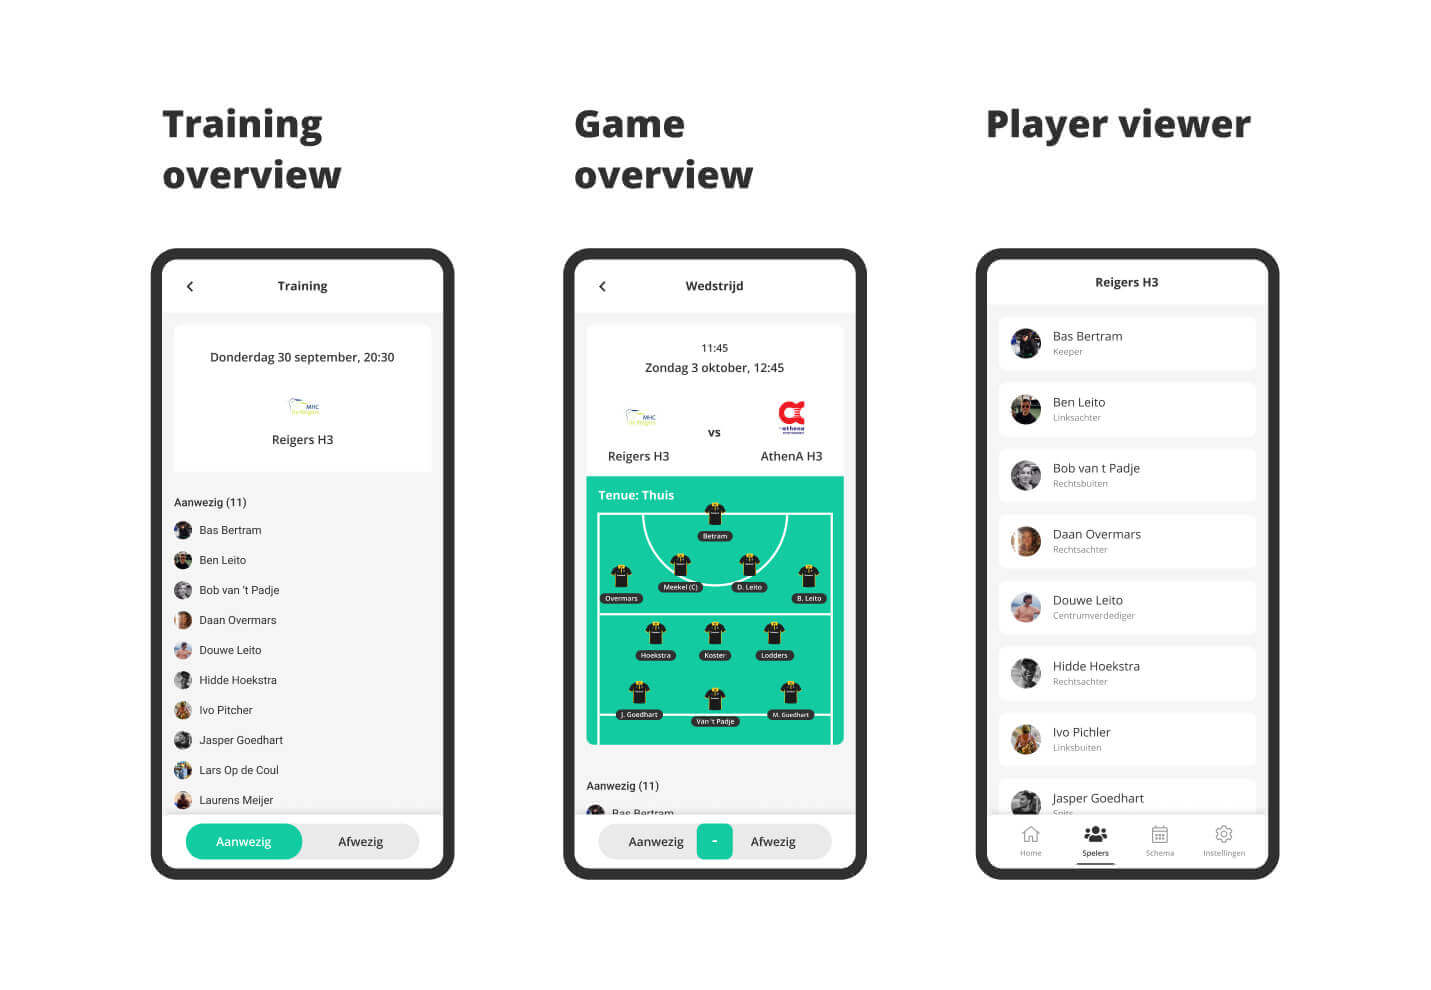 Training
overview
Game
overview
Player viewer
Training
Donderdag 30 september, 20:30
MHC
De Reigers
Reigers H3
Aanwezig (11)
Bas Bertram
Ben Leito
Bob van 't Padje
Daan Overmars
Douwe Leito
Hidde Hoekstra
Ivo Pitcher
Jasper Goedhart
Lars Op de Coul
Laurens Meijer
Aanwezig
Afwezig
Wedstrijd
11:45
Zondag 3 oktober, 12:45
MHC
De Reigers
vs
athena
Reigers H3
AthenA H3
Tenue: Thuis
Betram
Meekel (C)
D. Leito
Overmars
B. Leito
Hoekstra
Koster
Lodders
J. Goedhart
Van 't Padje
M. Goedhart
Aanwezig (11)
Bas Bertram
Aanwezig
-
Afwezig
Reigers H3
Bas Bertram
Keeper
Ben Leito
Linksachter
Bob van t Padje
Rechtsbuiten
Daan Overmars
Rechtsachter
Douwe Leito
Centrumverdediger
Hidde Hoekstra
Rechtsachter
Ivo Pichler
Linksbuiten
Jasper Goedhart
Spits
Home
Spelers
Schema
Instellingen